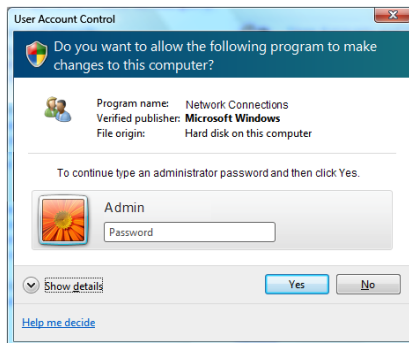 User Account Control
Do you want to allow the following program to make
changes to this computer?
Program name: Network Connections
Verified publisher: Microsoft Windows
File origin: Hard disk on this computer
To continue type an administrator password and then click Yes.
Admin
Password
Show details
Yes
No
Help me decide